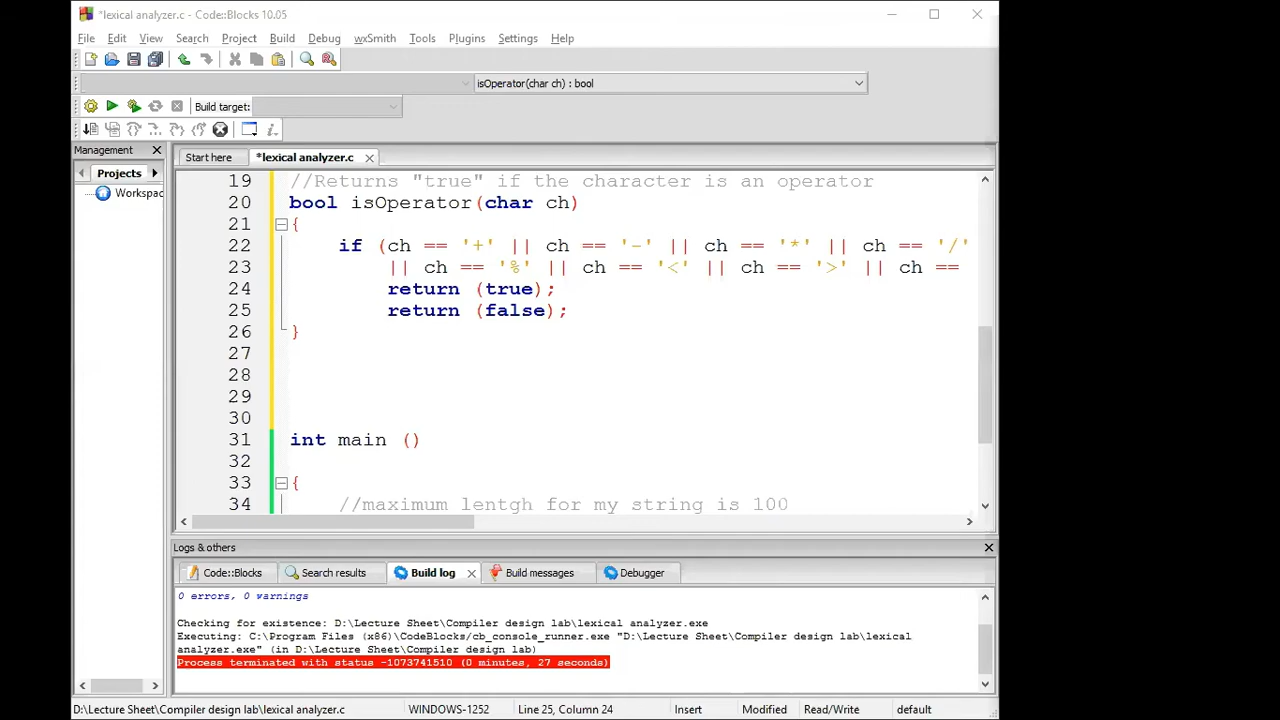 *lexical analyzer.c - Code::Blocks 10.05
File Edit View Search Project Build Debug wxSmith Tools Plugins Settings Help
isOperator(char ch) : bool
Build target:
Management
Projects
Workspac
Start here
*lexical analyzer.c
19 //Returns "true" if the character is an operator
20 bool isOperator(char ch)
21 {
22 if (ch == '+' || ch == '-' || ch == '*' || ch == '/'
23 || ch == '%' || ch == '<' || ch == '>' || ch ==
24 return (true);
25 return (false);
26 }
27
28
29
30
31 int main ()
32
33 {
34 //maximum lentgh for my string is 100
Logs & others
Code::Blocks Search results Build log Build messages Debugger
0 errors, 0 warnings
Checking for existence: D:\Lecture Sheet\Compiler design lab\lexical analyzer.exe
Executing: C:\Program Files (x86)\CodeBlocks/cb_console_runner.exe "D:\Lecture Sheet\Compiler design lab\lexical
analyzer.exe" (in D:\Lecture Sheet\Compiler design lab)
Process terminated with status -1073741510 (0 minutes, 27 seconds)
D:\Lecture Sheet\Compiler design lab\lexical analyzer.c WINDOWS-1252 Line 25, Column 24 Insert Modified Read/Write default